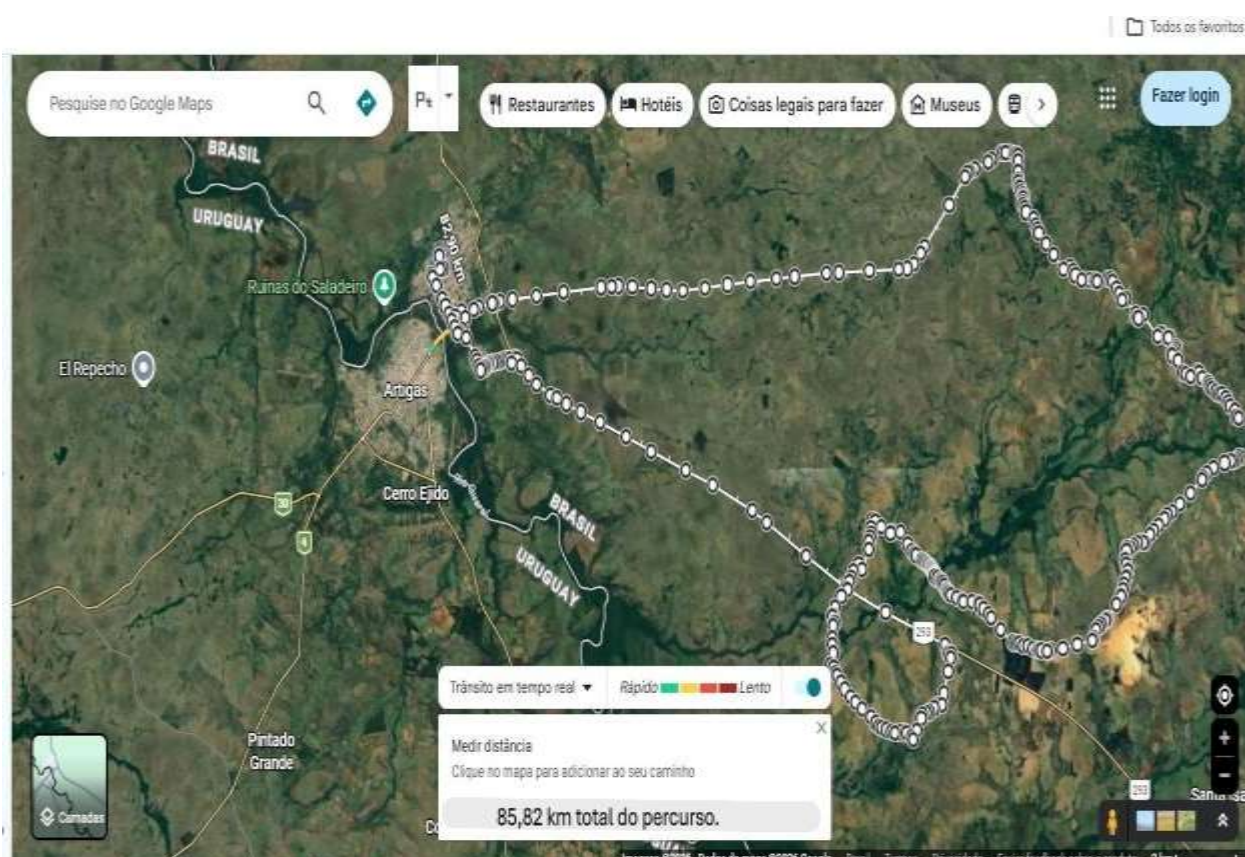 Todos os favoritos
Pesquise no Google Maps
Restaurantes
Hotéis
Coisas legais para fazer
Museus
Fazer login
BRASIL
URUGUAY
Ruinas do Saladeiro
El Repecho
Artigas
30
4
Cerro Ejido
BRASIL
URUGUAY
293
Trânsito em tempo real
Rápido
Lento
Pintado
Grande
Medir distância
Clique no mapa para adicionar ao seu caminho
85,82 km total do percurso.
Camadas
293